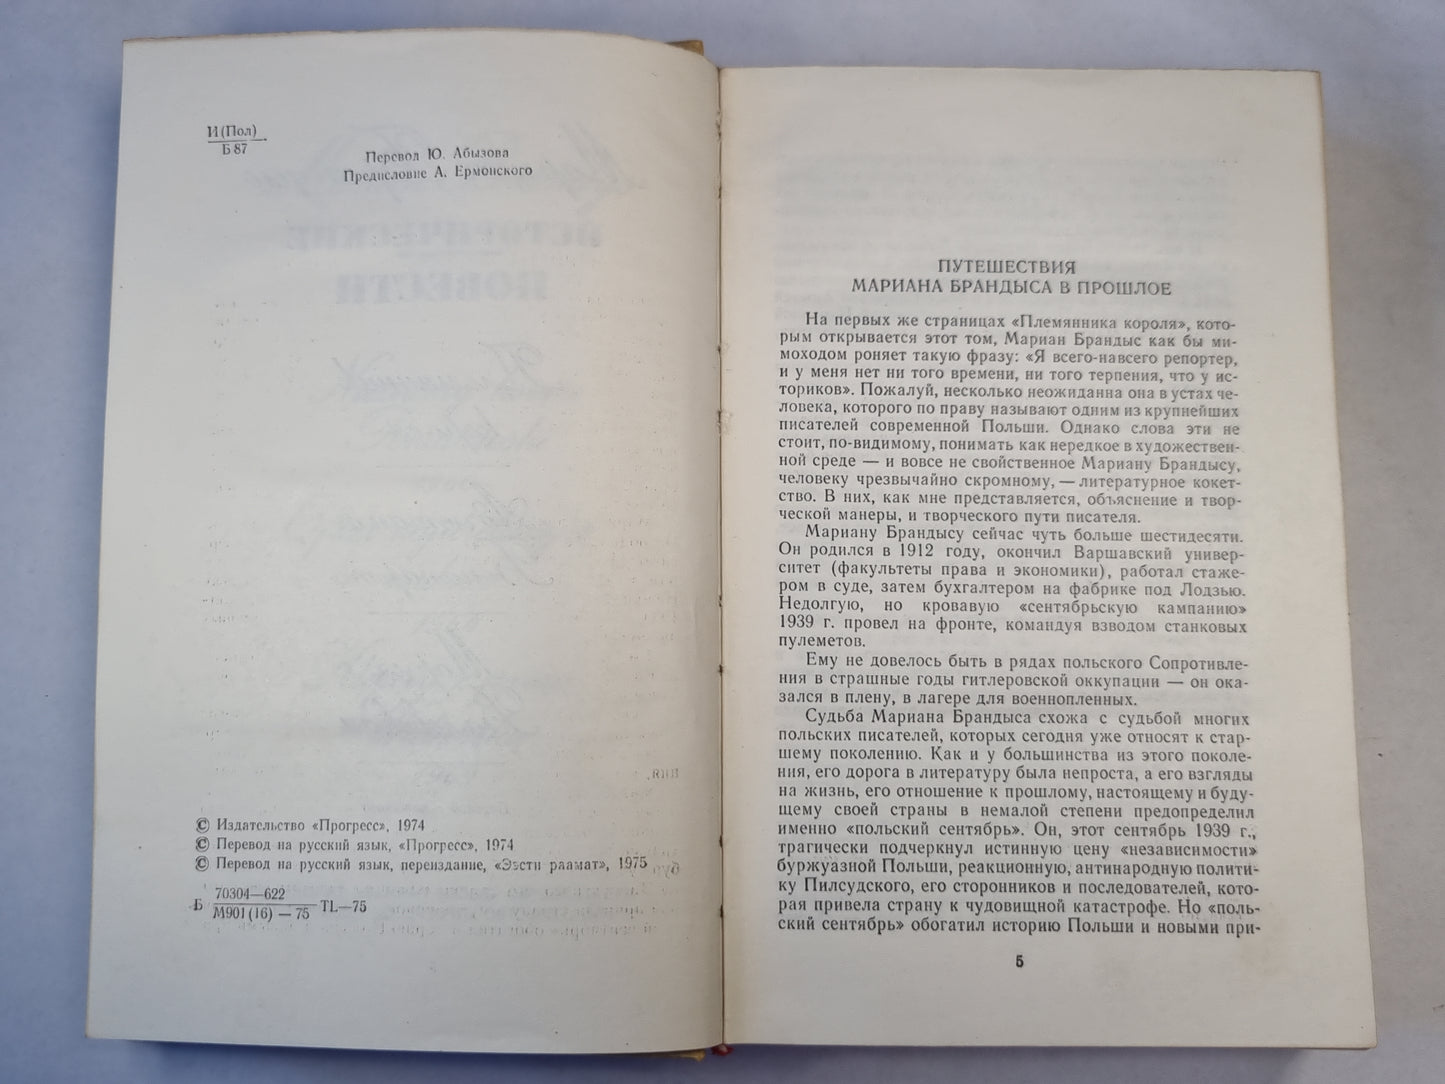 И(Пол)
Б 87
Перевод Ю. Абызова
Предисловие А. Ермонского
© Издательство «Прогресс», 1974
© Перевод на русский язык, «Прогресс», 1974
© Перевод на русский язык, переиздание, «Ээсти раамат», 1975
Б 70304—622
М901(16) — 75 TL—75
ПУТЕШЕСТВИЯ
МАРИАНА БРАНДЫСА В ПРОШЛОЕ
На первых же страницах «Племянника короля», кото-
рым открывается этот том, Мариан Брандыс как бы ми-
моходом роняет такую фразу: «Я всего-навсего репортер,
и у меня нет ни того времени, ни того терпения, что у ис-
ториков». Пожалуй, несколько неожиданна она в устах че-
ловека, которого по праву называют одним из крупнейших
писателей современной Польши. Однако слова эти не
стоит, по-видимому, понимать как нередкое в художествен-
ной среде — и вовсе не свойственное Мариану Брандысу,
человеку чрезвычайно скромному, — литературное кокет-
ство. В них, как мне представляется, объяснение и твор-
ческой манеры, и творческого пути писателя.
Мариану Брандысу сейчас чуть больше шестидесяти.
Он родился в 1912 году, окончил Варшавский универ-
ситет (факультеты права и экономики), работал стаже-
ром в суде, затем бухгалтером на фабрике под Лодзью.
Недолгую, но кровавую «сентябрьскую кампанию»
1939 г. провел на фронте, командуя взводом станковых
пулеметов.
Ему не довелось быть в рядах польского Сопротивле-
ния в страшные годы гитлеровской оккупации — он ока-
зался в плену, в лагере для военнопленных.
Судьба Мариана Брандыса схожа с судьбой многих
польских писателей, которых сегодня уже относят к стар-
шему поколению. Как и у большинства из этого поколе-
ния, его дорога в литературу была непроста, а его взгляды
на жизнь, его отношение к прошлому, настоящему и буду-
щему своей страны в немалой степени предопределил
именно «польский сентябрь». Он, этот сентябрь 1939 г.,
трагически подчеркнул истинную цену «независимости»
буржуазной Польши, реакционную, антинародную полити-
ку Пилсудского, его сторонников и последователей, кото-
рая привела страну к чудовищной катастрофе. Но «поль-
ский сентябрь» обогатил историю Польши и новыми при-
5